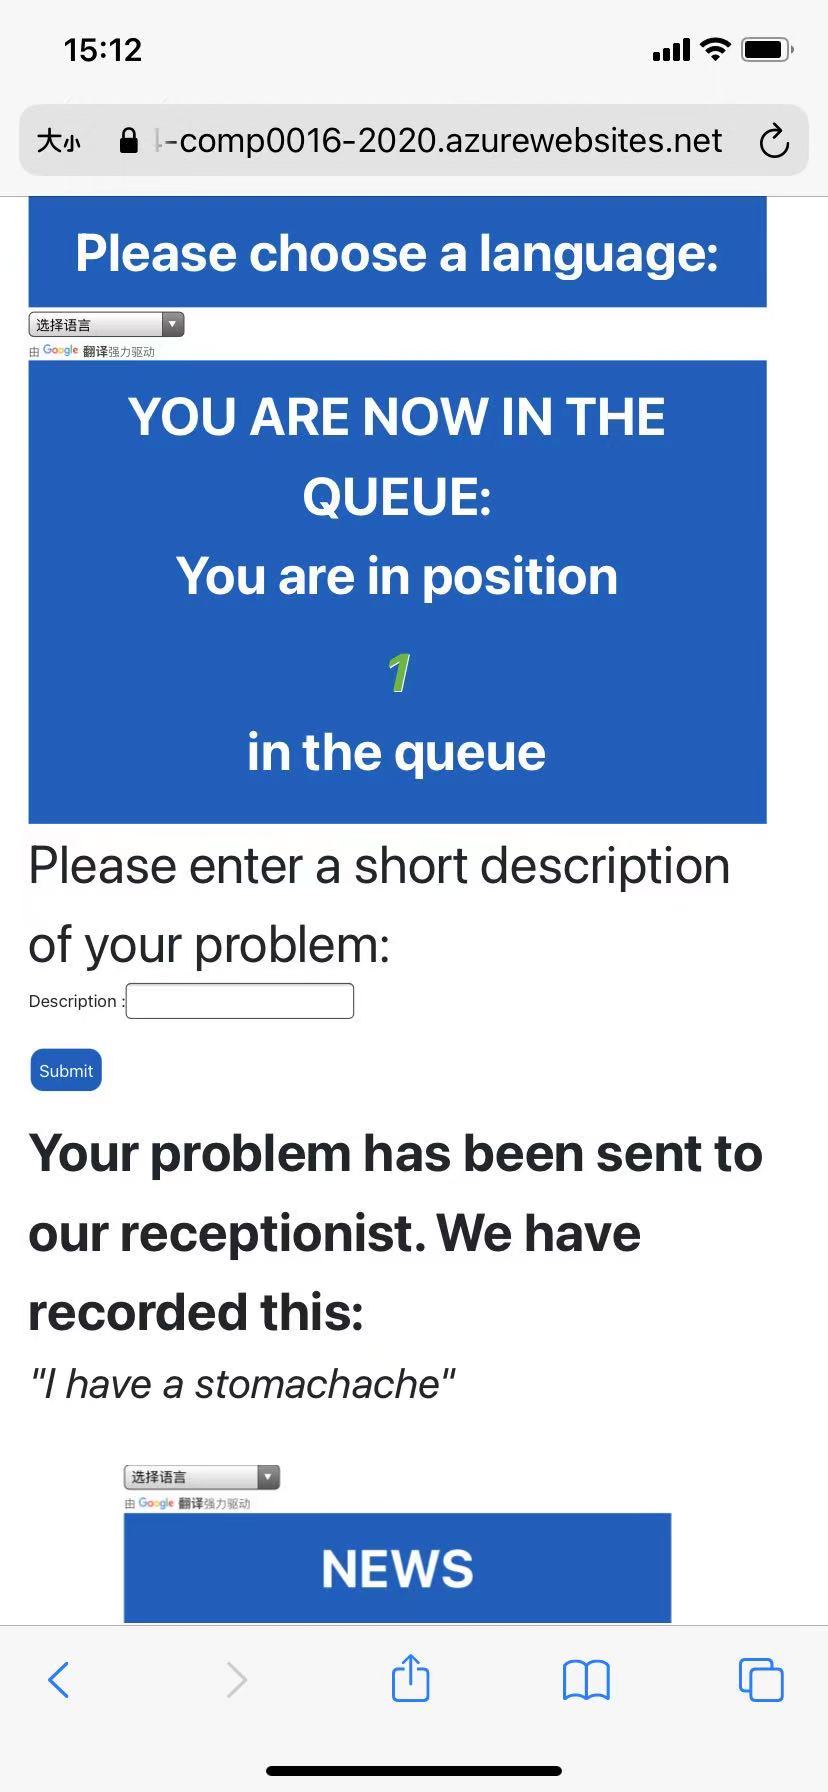 15:12
大小 -comp0016-2020.azurewebsites.net
Please choose a language:
选择语言
由 Google 翻译强力驱动
YOU ARE NOW IN THE
QUEUE:
You are in position
1
in the queue
Please enter a short description
of your problem:
Description :
Submit
Your problem has been sent to
our receptionist. We have
recorded this:
"I have a stomachache"
选择语言
由 Google 翻译强力驱动
NEWS